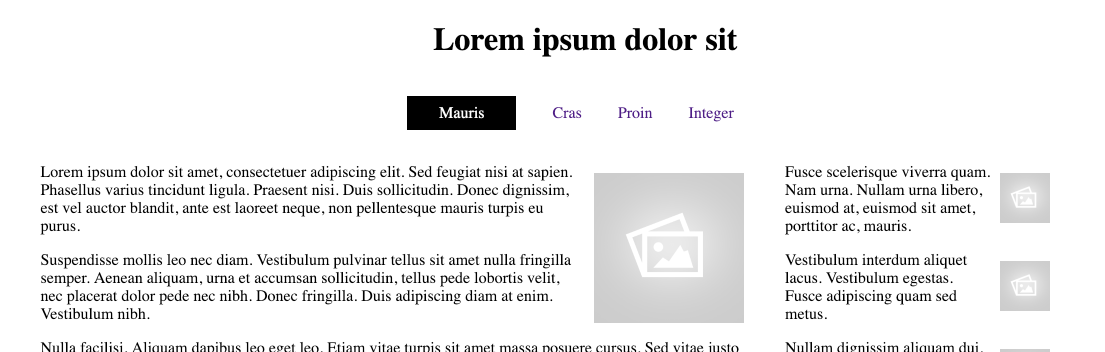 Lorem ipsum dolor sit
Mauris
Cras
Proin
Integer
Lorem ipsum dolor sit amet, consectetuer adipiscing elit. Sed feugiat nisi at sapien.
Phasellus varius tincidunt ligula. Praesent nisi. Duis sollicitudin. Donec dignissim,
est vel auctor blandit, ante est laoreet neque, non pellentesque mauris turpis eu
purus.
Suspendisse mollis leo nec diam. Vestibulum pulvinar tellus sit amet nulla fringilla
semper. Aenean aliquam, urna et accumsan sollicitudin, tellus pede lobortis velit,
nec placerat dolor pede nec nibh. Donec fringilla. Duis adipiscing diam at enim.
Vestibulum nibh.
Nulla facilisi. Aliquam dapibus leo eget leo. Etiam vitae turpis sit amet massa posuere cursus. Sed vitae justo
Fusce scelerisque viverra quam.
Nam urna. Nullam urna libero,
euismod at, euismod sit amet,
porttitor ac, mauris.
Vestibulum interdum aliquet
lacus. Vestibulum egestas.
Fusce adipiscing quam sed
metus.
Nullam dignissim aliquam dui.